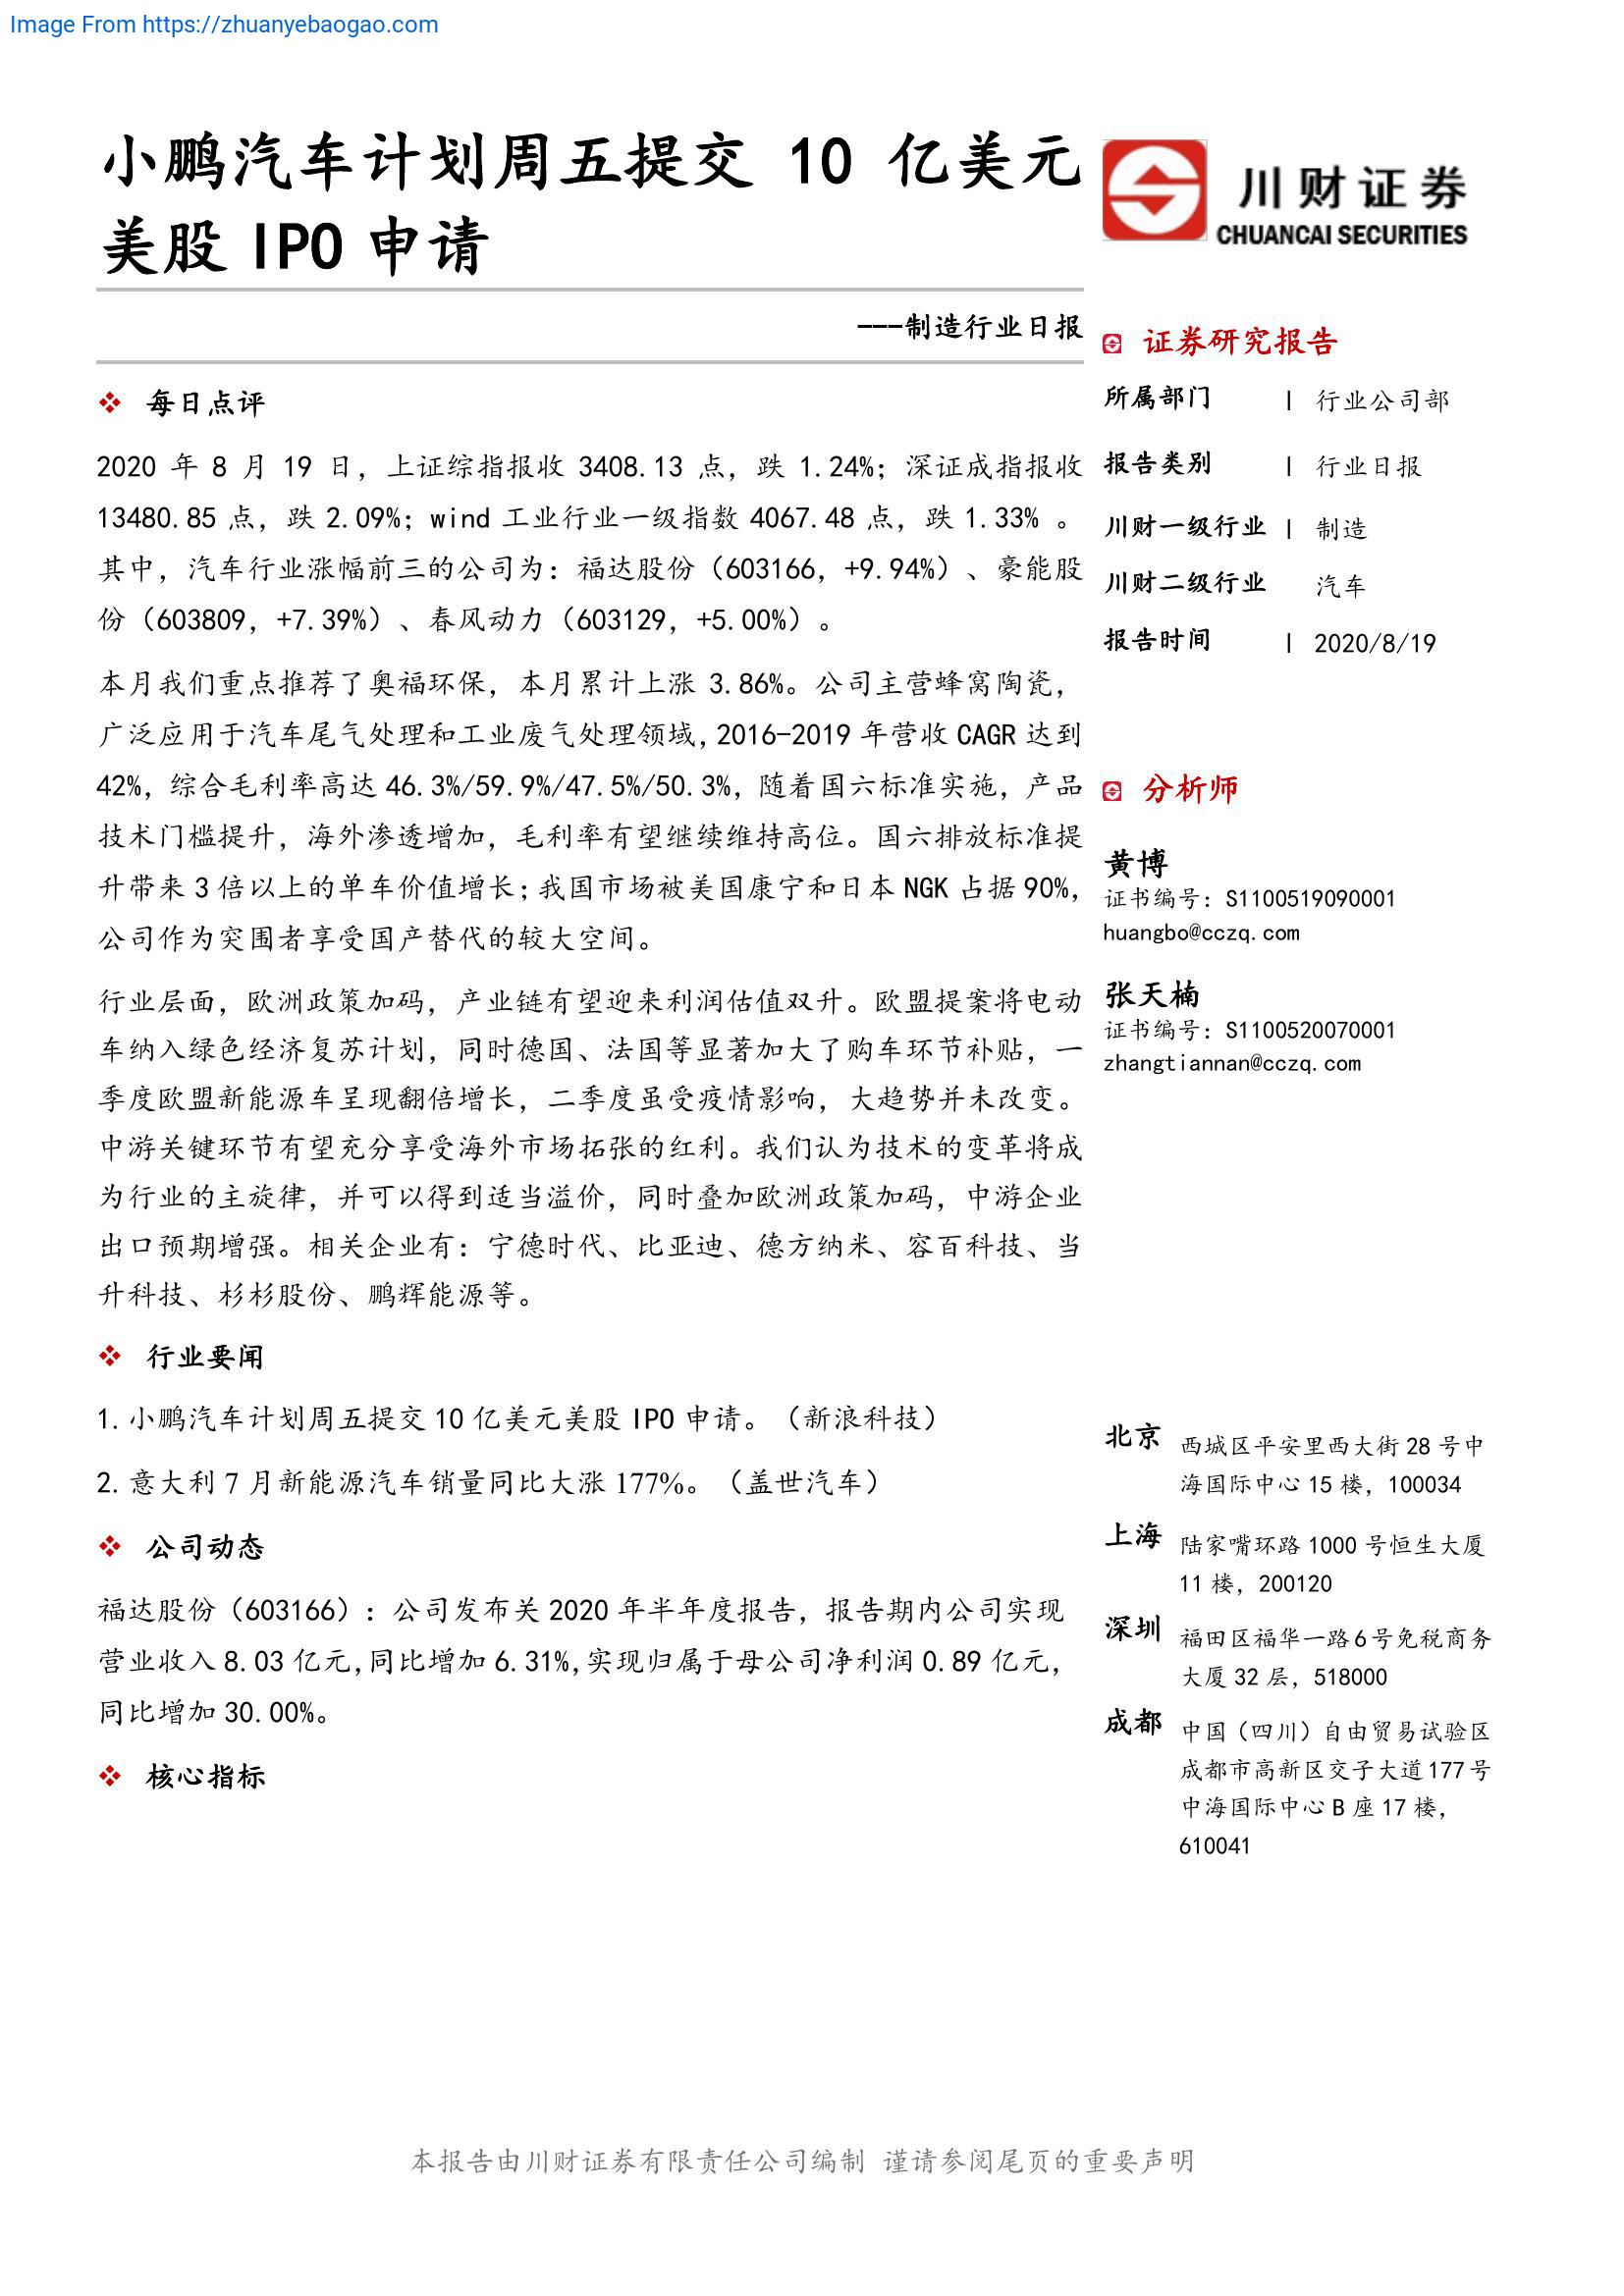 Image From https://zhuanyebaogao.com
小鹏汽车计划周五提交 10 亿美元
美股 IPO 申请
---制造行业日报
每日点评
2020 年 8 月 19 日，上证综指报收 3408.13 点，跌 1.24%；深证成指报收
13480.85 点，跌 2.09%；wind 工业行业一级指数 4067.48 点，跌 1.33% 。
其中，汽车行业涨幅前三的公司为：福达股份（603166，+9.94%）、豪能股
份（603809，+7.39%）、春风动力（603129，+5.00%）。
本月我们重点推荐了奥福环保，本月累计上涨 3.86%。公司主营蜂窝陶瓷，
广泛应用于汽车尾气处理和工业废气处理领域，2016-2019 年营收 CAGR 达到
42%，综合毛利率高达 46.3%/59.9%/47.5%/50.3%，随着国六标准实施，产品
技术门槛提升，海外渗透增加，毛利率有望继续维持高位。国六排放标准提
升带来 3 倍以上的单车价值增长；我国市场被美国康宁和日本 NGK 占据 90%，
公司作为突围者享受国产替代的较大空间。
行业层面，欧洲政策加码，产业链有望迎来利润估值双升。欧盟提案将电动
车纳入绿色经济复苏计划，同时德国、法国等显著加大了购车环节补贴，一
季度欧盟新能源车呈现翻倍增长，二季度虽受疫情影响，大趋势并未改变。
中游关键环节有望充分享受海外市场拓张的红利。我们认为技术的变革将成
为行业的主旋律，并可以得到适当溢价，同时叠加欧洲政策加码，中游企业
出口预期增强。相关企业有：宁德时代、比亚迪、德方纳米、容百科技、当
升科技、杉杉股份、鹏辉能源等。
行业要闻
1. 小鹏汽车计划周五提交 10 亿美元美股 IPO 申请。（新浪科技）
2. 意大利 7 月新能源汽车销量同比大涨 177%。（盖世汽车）
公司动态
福达股份（603166）：公司发布关 2020 年半年度报告，报告期内公司实现
营业收入 8.03 亿元,同比增加 6.31%,实现归属于母公司净利润 0.89 亿元，
同比增加 30.00%。
核心指标
川财证券
CHUANCAI SECURITIES
证券研究报告
所属部门 | 行业公司部
报告类别 | 行业日报
川财一级行业 | 制造
川财二级行业 汽车
报告时间 | 2020/8/19
分析师
黄博
证书编号：S1100519090001
huangbo@cczq.com
张天楠
证书编号：S1100520070001
zhangtiannan@cczq.com
北京 西城区平安里西大街 28 号中
海国际中心 15 楼，100034
上海 陆家嘴环路 1000 号恒生大厦
11 楼，200120
深圳 福田区福华一路 6 号免税商务
大厦 32 层，518000
成都 中国（四川）自由贸易试验区
成都市高新区交子大道 177 号
中海国际中心 B 座 17 楼，
610041
本报告由川财证券有限责任公司编制 谨请参阅尾页的重要声明